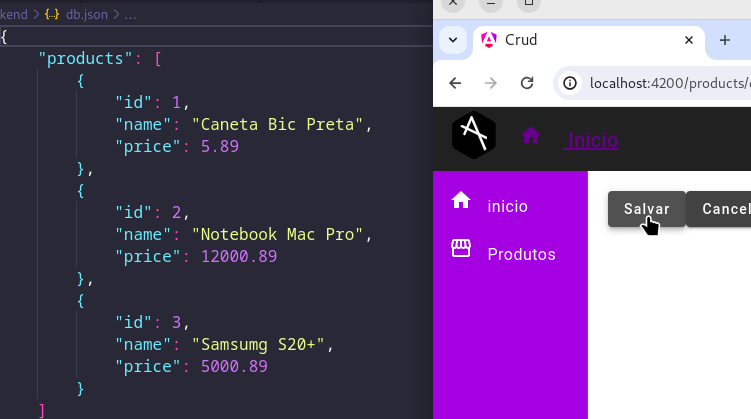 kend > {..} db.json > ...
{
"products": [
{
"id": 1,
"name": "Caneta Bic Preta",
"price": 5.89
},
{
"id": 2,
"name": "Notebook Mac Pro",
"price": 12000.89
},
{
"id": 3,
"name": "Samsumg S20+",
"price": 5000.89
}
]
Crud
localhost:4200/products/
Inicio
inicio
Produtos
Salvar
Cancel